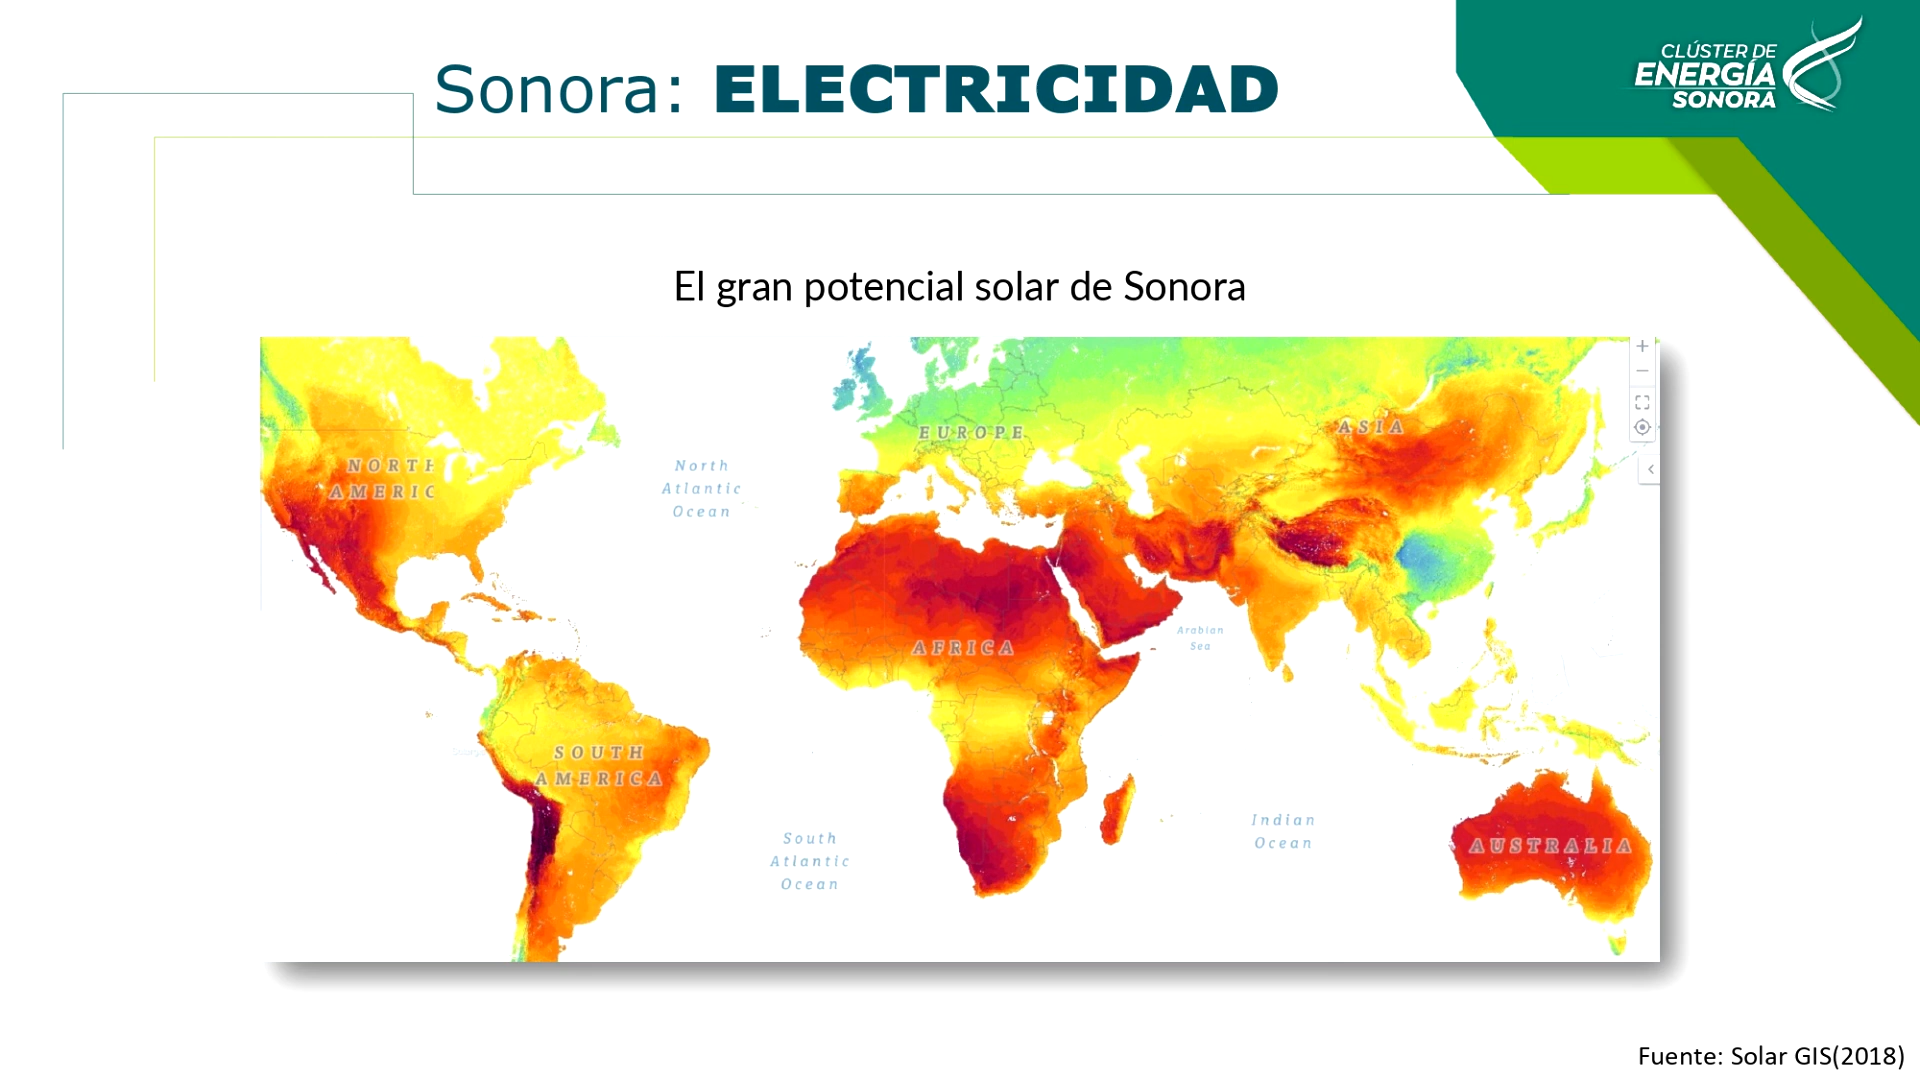 Sonora: ELECTRICIDAD
CLÚSTER DE
ENERGÍA
SONORA
El gran potencial solar de Sonora
NORTH
AMERIC
North
Atlantic
Ocean
EUROPE
ASIA
AFRICA
Arabian
Sea
SOUTH
AMERICA
South
Atlantic
Ocean
Indian
Ocean
AUSTRALIA
Fuente: Solar GIS(2018)